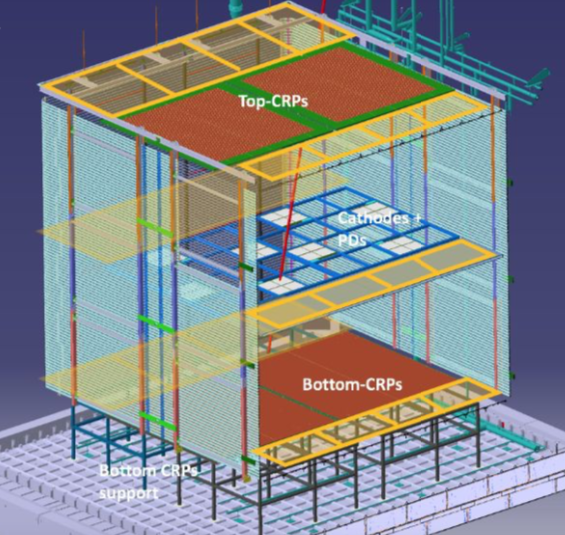 Top-CRPs
Cathodes +
PDs
Bottom-CRPs
Bottom CRPs
support